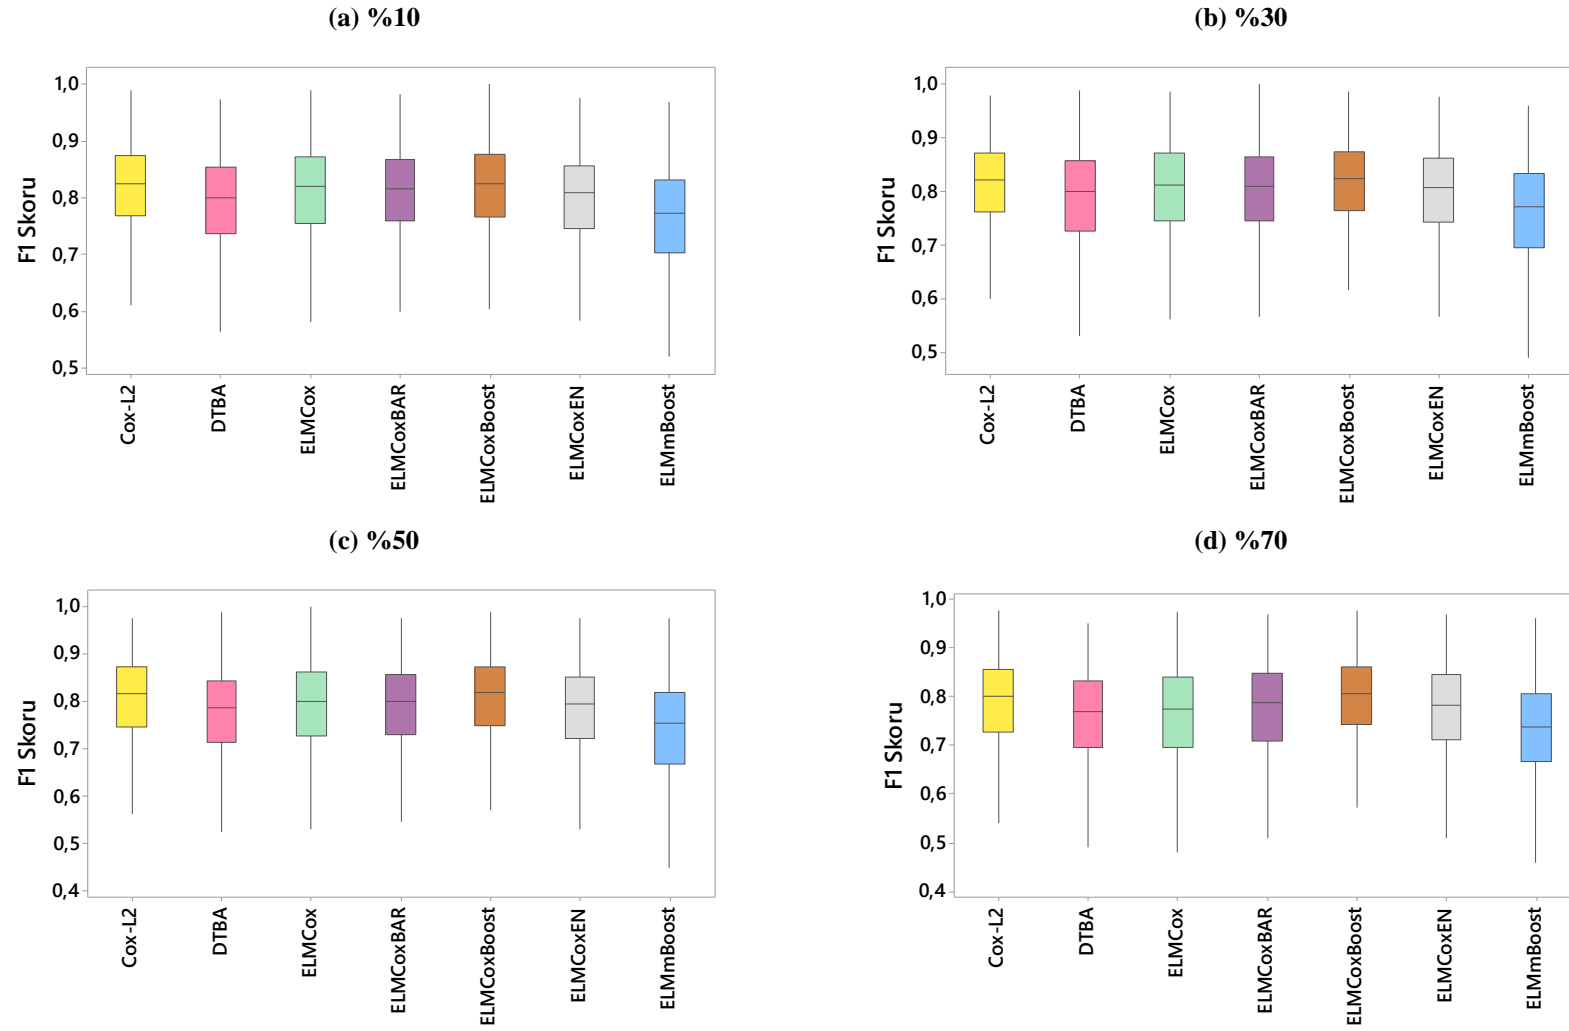 (a) %10
(b) %30
1,0
0,9
0,8
0,7
0,6
0,5
F1 Skoru
Cox-L2
DTBA
ELMCox
ELMCoxBAR
ELMCoxBoost
ELMCoxEN
ELMmBoost
1,0
0,9
0,8
0,7
0,6
0,5
F1 Skoru
Cox-L2
DTBA
ELMCox
ELMCoxBAR
ELMCoxBoost
ELMCoxEN
ELMmBoost
(c) %50
(d) %70
1,0
0,9
0,8
0,7
0,6
0,5
0,4
F1 Skoru
Cox-L2
DTBA
ELMCox
ELMCoxBAR
ELMCoxBoost
ELMCoxEN
ELMmBoost
1,0
0,9
0,8
0,7
0,6
0,5
0,4
F1 Skoru
Cox-L2
DTBA
ELMCox
ELMCoxBAR
ELMCoxBoost
ELMCoxEN
ELMmBoost